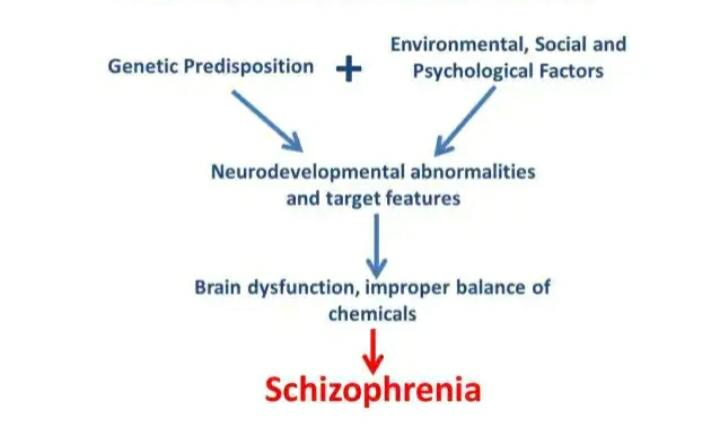 Genetic Predisposition +
Environmental, Social and
Psychological Factors
Neurodevelopmental abnormalities
and target features
Brain dysfunction, improper balance of
chemicals
Schizophrenia